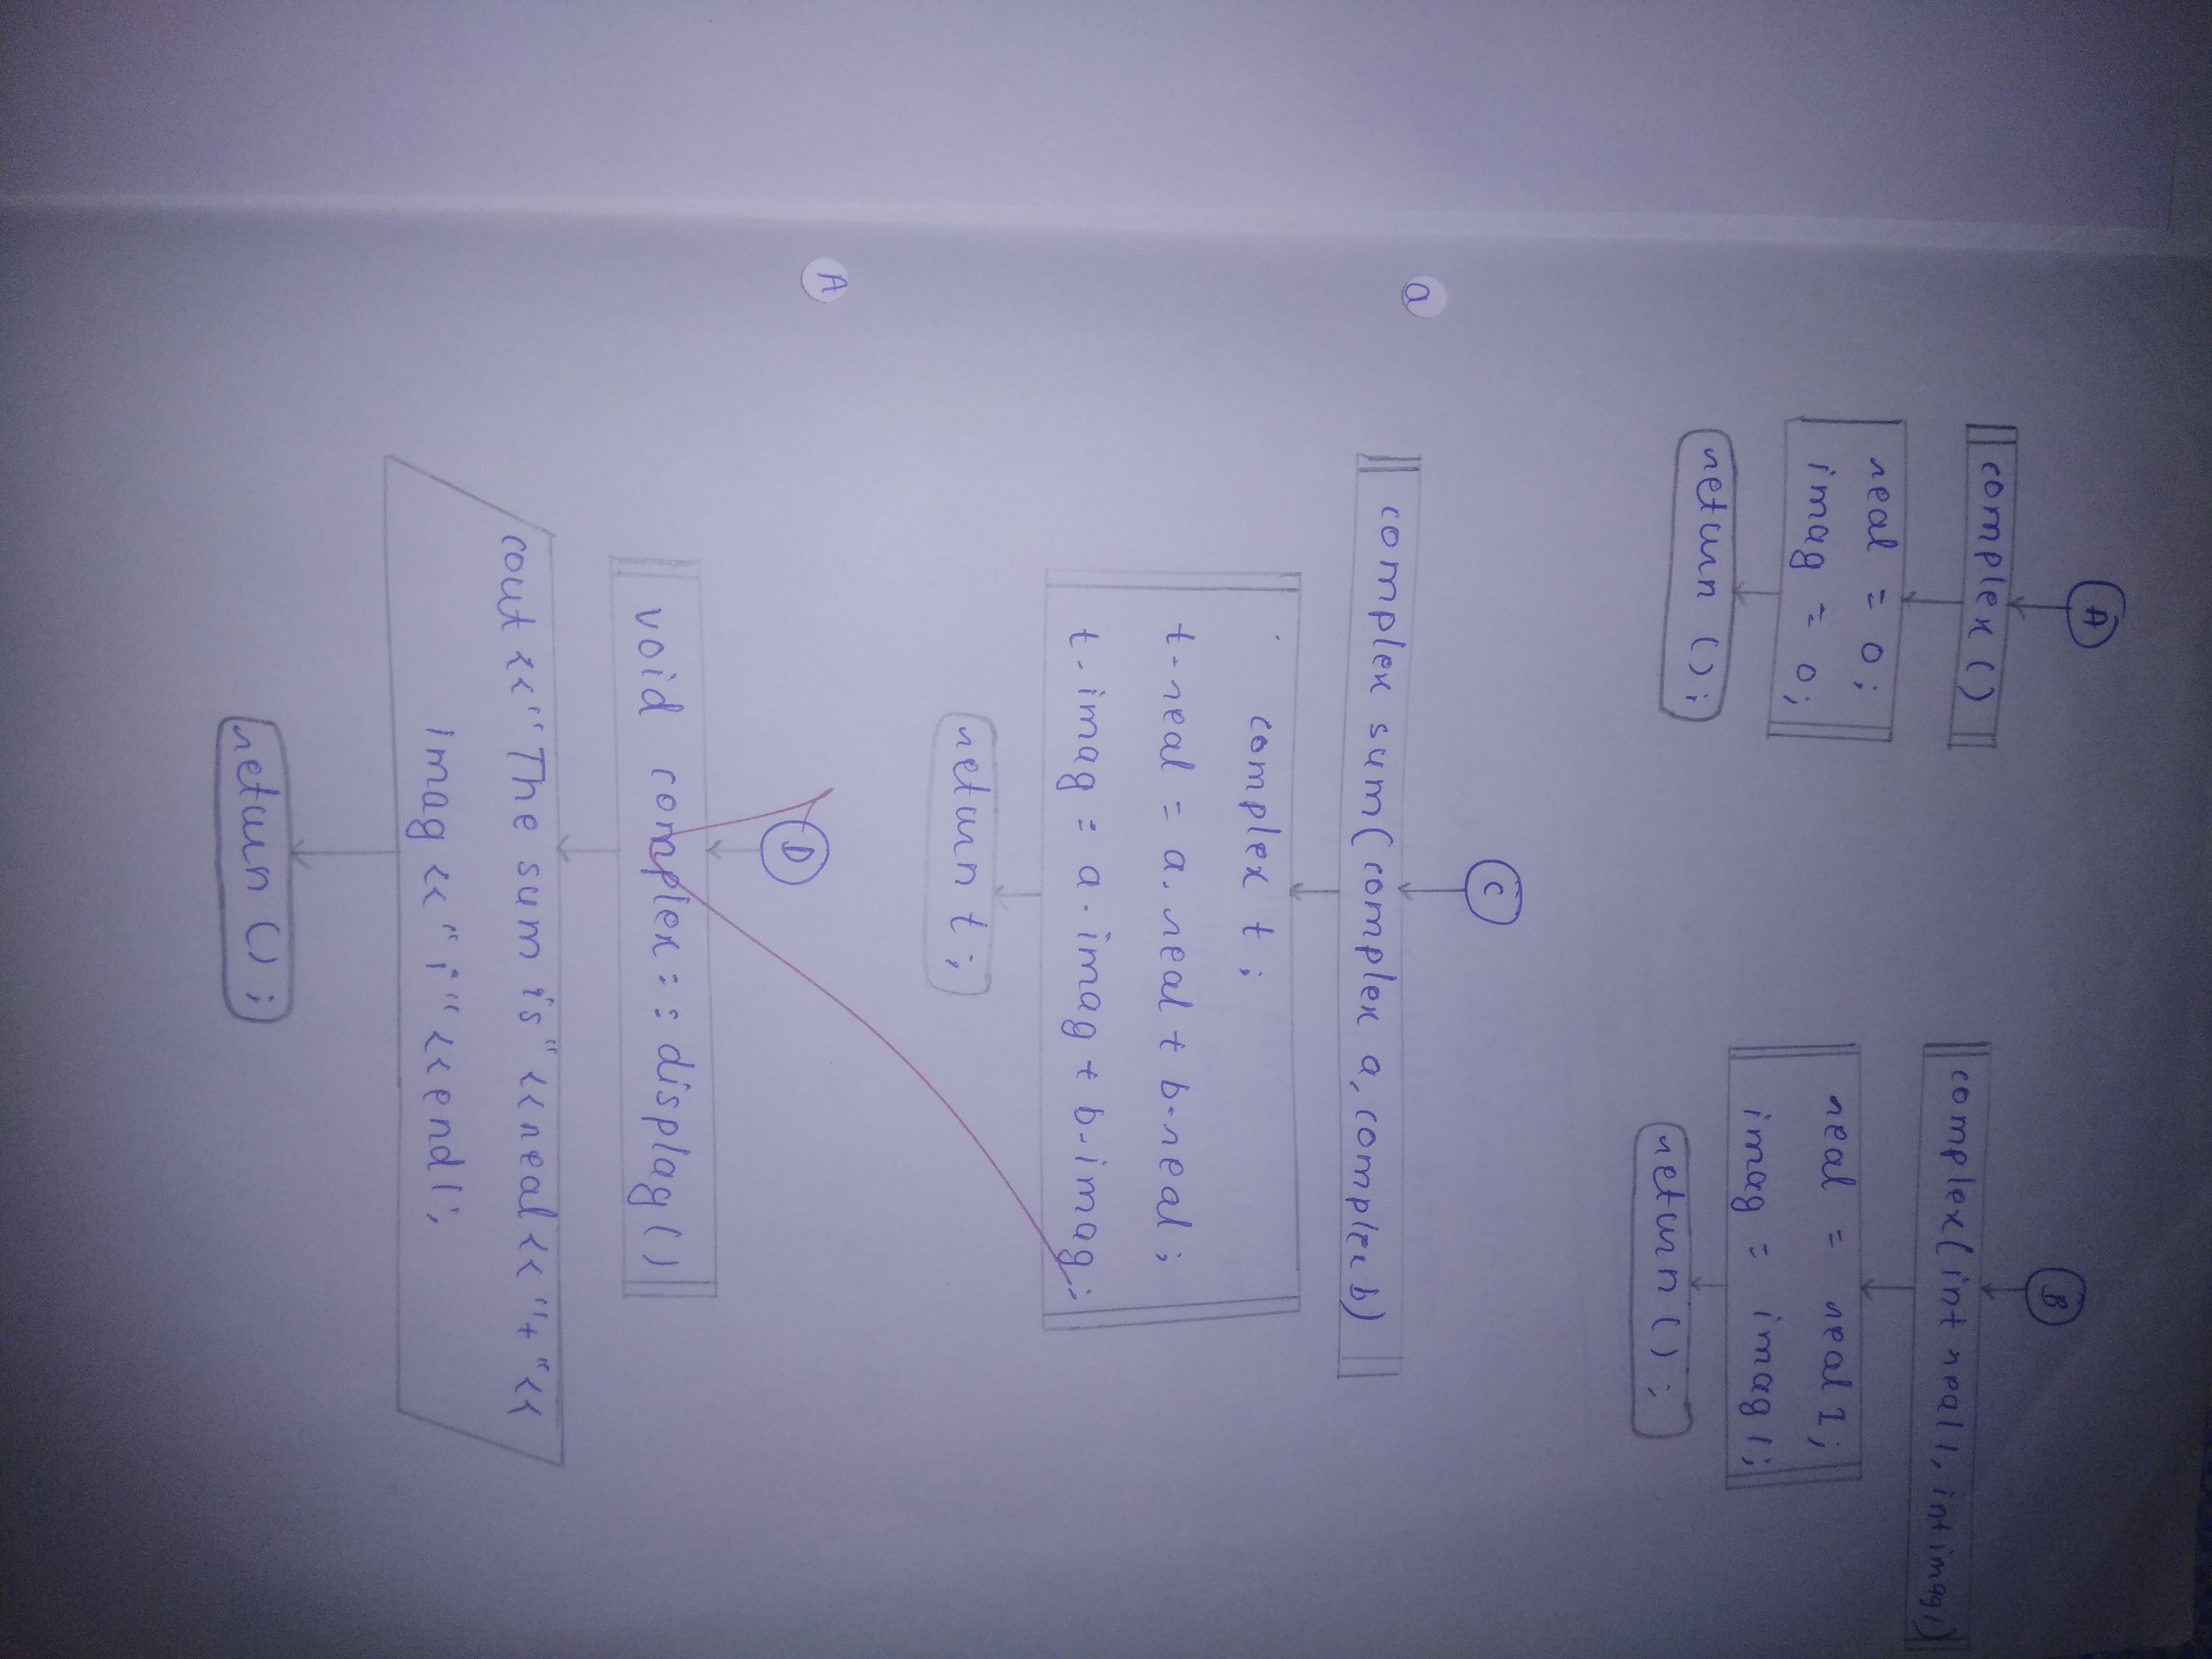 A
complex ()
real = 0;
imag = 0;
return ();
B
complex(int real1, int imag1)
real = real1;
imag = imag1;
return ();
a
C
complex sum(complex a, complex b)
complex t;
t.real = a.real + b.real;
t.imag = a.imag + b.imag;
return t;
A
D
void complex::display()
cout<<"The sum is"<<real<<"+"<<
imag<<"i"<<endl;
return ();